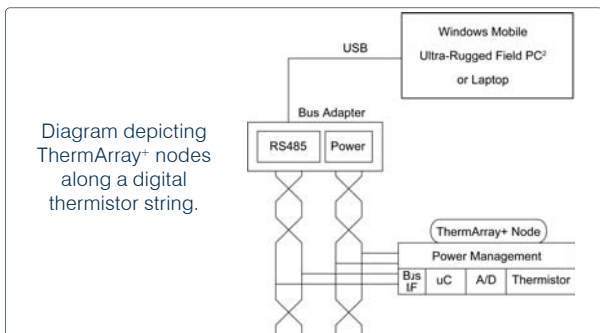 Windows Mobile
Ultra-Rugged Field PC²
or Laptop
USB
Bus Adapter
RS485
Power
Diagram depicting
ThermArray⁺ nodes
along a digital
thermistor string.
ThermArray+ Node
Power Management
Bus
I/F
uC
A/D
Thermistor